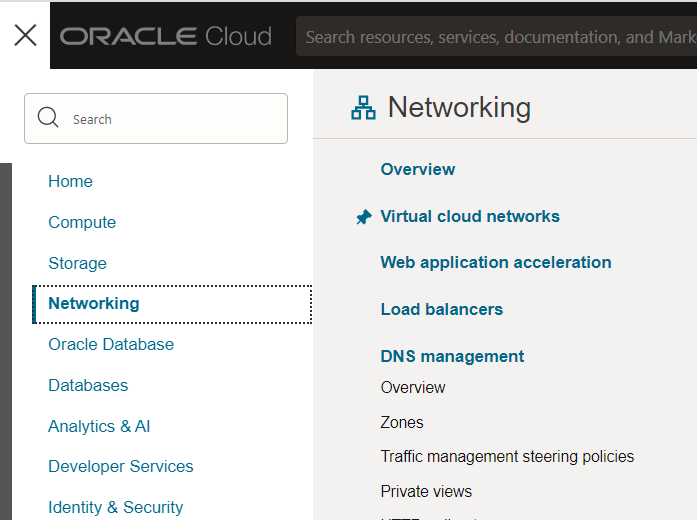 ORACLE Cloud
Search resources, services, documentation, and Mark
Search
Home
Compute
Storage
Networking
Oracle Database
Databases
Analytics & AI
Developer Services
Identity & Security
Networking
Overview
Virtual cloud networks
Web application acceleration
Load balancers
DNS management
Overview
Zones
Traffic management steering policies
Private views